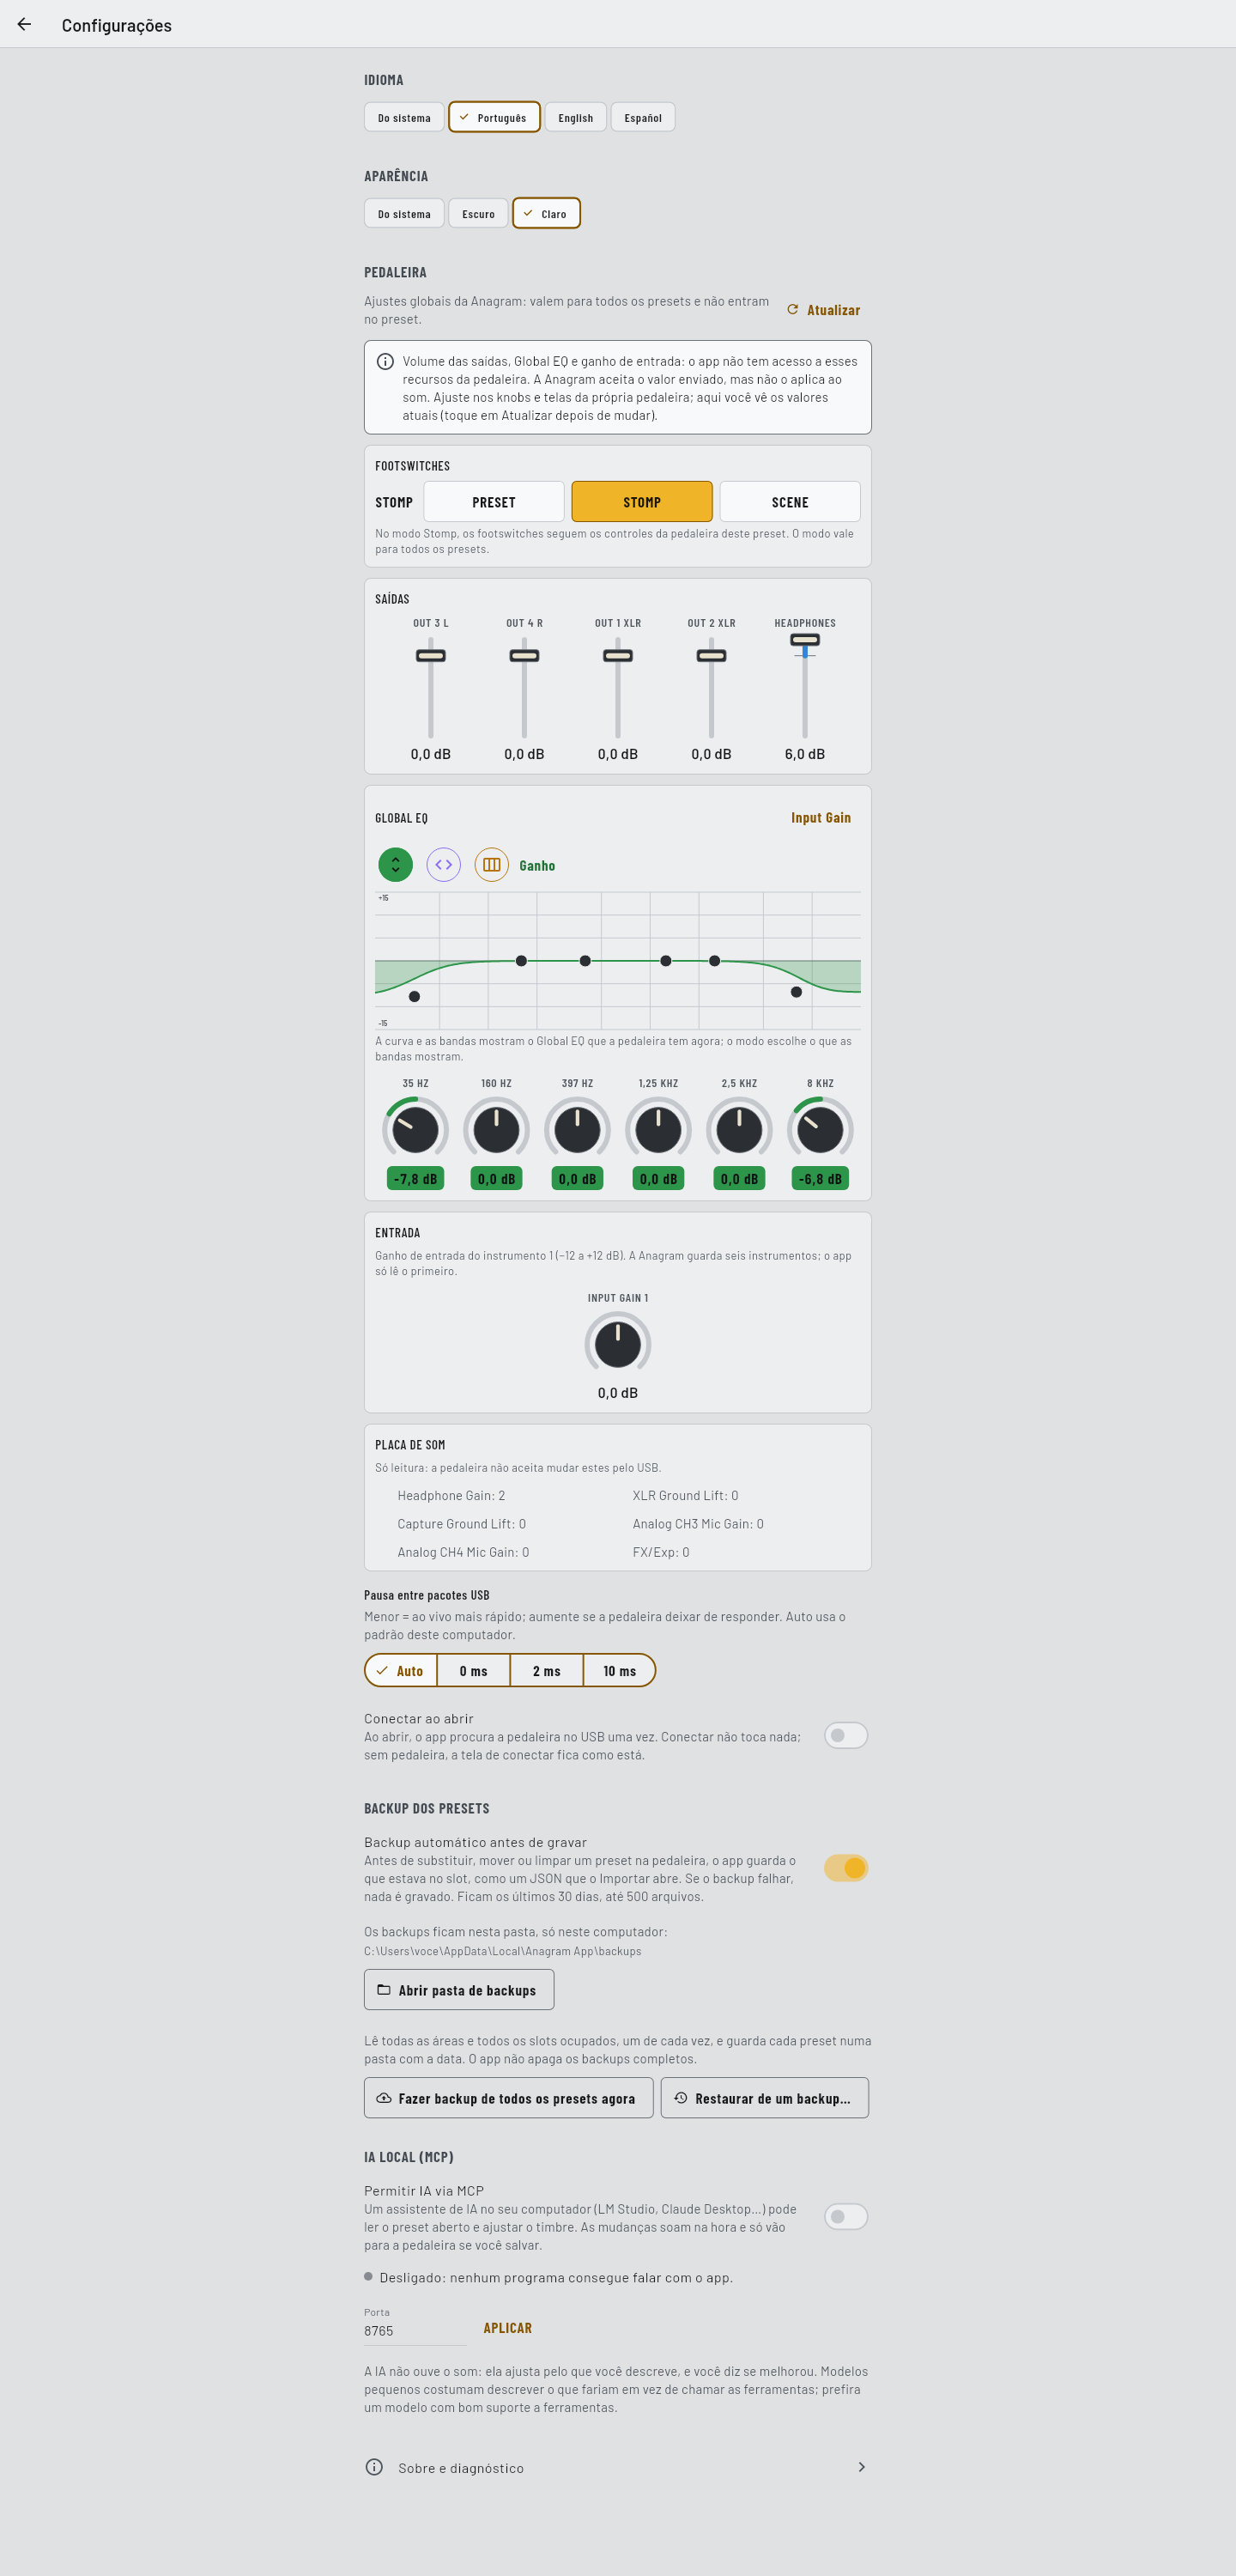 Configurações
IDIOMA
Do sistema Português English Español
APARÊNCIA
Do sistema Escuro Claro
PEDALEIRA
Ajustes globais da Anagram: valem para todos os presets e não entram
no preset.
Atualizar
Volume das saídas, Global EQ e ganho de entrada: o app não tem acesso a esses
recursos da pedaleira. A Anagram aceita o valor enviado, mas não o aplica ao
som. Ajuste nos knobs e telas da própria pedaleira; aqui você vê os valores
atuais (toque em Atualizar depois de mudar).
FOOTSWITCHES
STOMP PRESET STOMP SCENE
No modo Stomp, os footswitches seguem os controles da pedaleira deste preset. O modo vale
para todos os presets.
SAÍDAS
OUT 3 L OUT 4 R OUT 1 XLR OUT 2 XLR HEADPHONES
0,0 dB 0,0 dB 0,0 dB 0,0 dB 6,0 dB
GLOBAL EQ Input Gain
Ganho
+15
-15
A curva e as bandas mostram o Global EQ que a pedaleira tem agora; o modo escolhe o que as
bandas mostram.
35 HZ 160 HZ 397 HZ 1,25 KHZ 2,5 KHZ 8 KHZ
-7,8 dB 0,0 dB 0,0 dB 0,0 dB 0,0 dB -6,8 dB
ENTRADA
Ganho de entrada do instrumento 1 (−12 a +12 dB). A Anagram guarda seis instrumentos; o app
só lê o primeiro.
INPUT GAIN 1
0,0 dB
PLACA DE SOM
Só leitura: a pedaleira não aceita mudar estes pelo USB.
Headphone Gain: 2 XLR Ground Lift: 0
Capture Ground Lift: 0 Analog CH3 Mic Gain: 0
Analog CH4 Mic Gain: 0 FX/Exp: 0
Pausa entre pacotes USB
Menor = ao vivo mais rápido; aumente se a pedaleira deixar de responder. Auto usa o
padrão deste computador.
Auto 0 ms 2 ms 10 ms
Conectar ao abrir
Ao abrir, o app procura a pedaleira no USB uma vez. Conectar não toca nada;
sem pedaleira, a tela de conectar fica como está.
BACKUP DOS PRESETS
Backup automático antes de gravar
Antes de substituir, mover ou limpar um preset na pedaleira, o app guarda o
que estava no slot, como um JSON que o Importar abre. Se o backup falhar,
nada é gravado. Ficam os últimos 30 dias, até 500 arquivos.
Os backups ficam nesta pasta, só neste computador:
C:\Users\voce\AppData\Local\Anagram App\backups
Abrir pasta de backups
Lê todas as áreas e todos os slots ocupados, um de cada vez, e guarda cada preset numa
pasta com a data. O app não apaga os backups completos.
Fazer backup de todos os presets agora Restaurar de um backup...
IA LOCAL (MCP)
Permitir IA via MCP
Um assistente de IA no seu computador (LM Studio, Claude Desktop...) pode
ler o preset aberto e ajustar o timbre. As mudanças soam na hora e só vão
para a pedaleira se você salvar.
Desligado: nenhum programa consegue falar com o app.
Porta
8765
APLICAR
A IA não ouve o som: ela ajusta pelo que você descreve, e você diz se melhorou. Modelos
pequenos costumam descrever o que fariam em vez de chamar as ferramentas; prefira
um modelo com bom suporte a ferramentas.
Sobre e diagnóstico